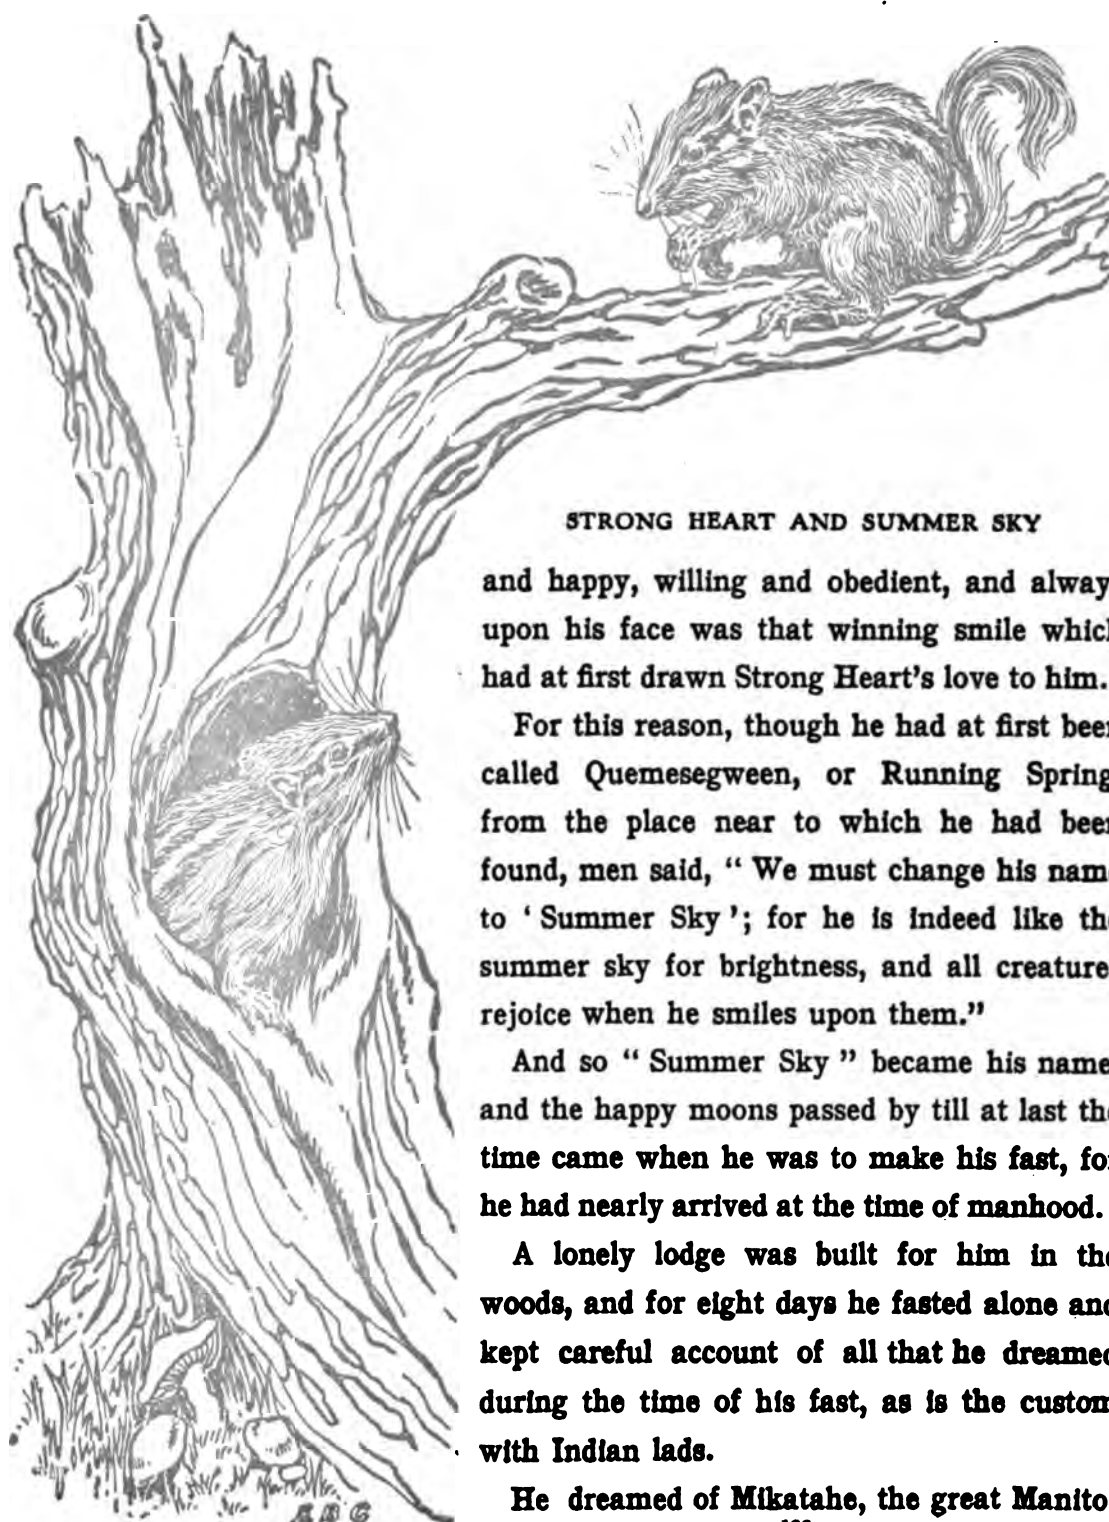 STRONG HEART AND SUMMER SKY
and happy, willing and obedient, and alway
upon his face was that winning smile which
had at first drawn Strong Heart's love to him.
For this reason, though he had at first been
called Quemesegween, or Running Spring
from the place near to which he had been
found, men said, “ We must change his nam
to ‘ Summer Sky ’; for he is indeed like the
summer sky for brightness, and all creature
rejoice when he smiles upon them.”
And so “ Summer Sky ” became his name
and the happy moons passed by till at last the
time came when he was to make his fast, for
he had nearly arrived at the time of manhood.
A lonely lodge was built for him in the
woods, and for eight days he fasted alone and
kept careful account of all that he dreamed
during the time of his fast, as is the custom
with Indian lads.
He dreamed of Mikatahe, the great Manito